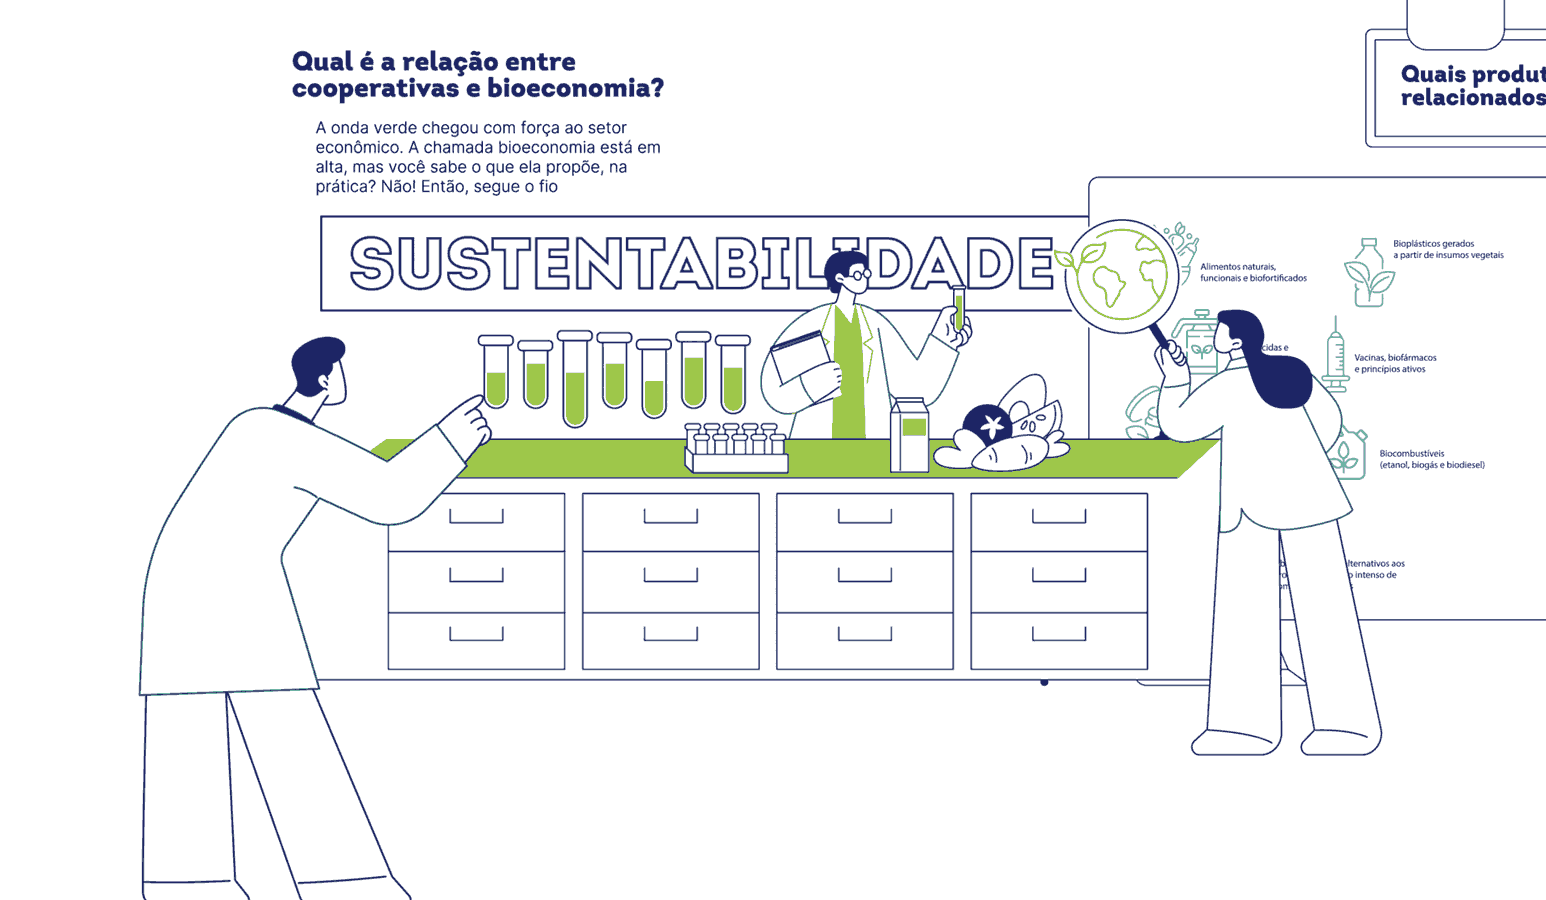 Qual é a relação entre
cooperativas e bioeconomia?
A onda verde chegou com força ao setor
econômico. A chamada bioeconomia está em
alta, mas você sabe o que ela propõe, na
prática? Não! Então, segue o fio
SUSTENTABILIDADE
Quais produt
relacionados
Alimentos naturais,
funcionais e biofortificados
Bioplásticos gerados
a partir de insumos vegetais
cidas e
Vacinas, biofármacos
e princípios ativos
Biocombustíveis
(etanol, biogás e biodiesel)
lternativos aos
o intenso de